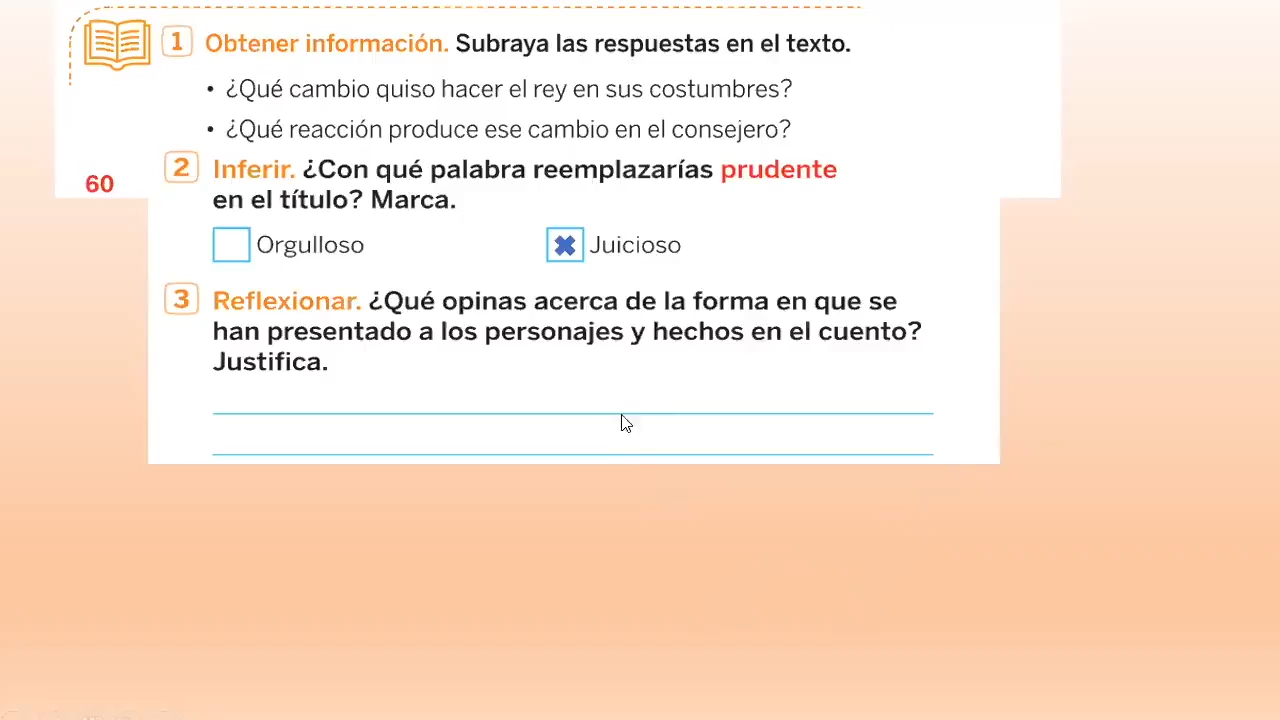 1 Obtener información. Subraya las respuestas en el texto.
• ¿Qué cambio quiso hacer el rey en sus costumbres?
• ¿Qué reacción produce ese cambio en el consejero?
60
2 Inferir. ¿Con qué palabra reemplazarías prudente
en el título? Marca.
Orgulloso
Juicioso
3 Reflexionar. ¿Qué opinas acerca de la forma en que se
han presentado a los personajes y hechos en el cuento?
Justifica.